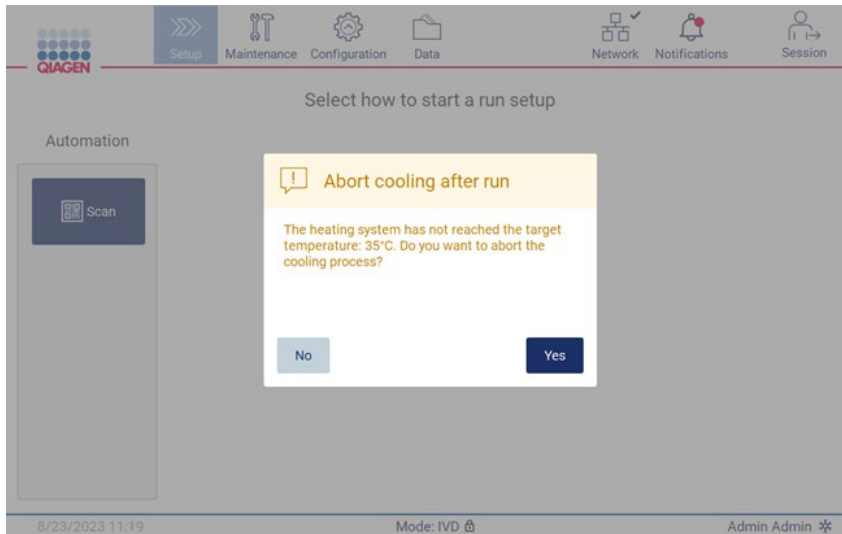 QIAGEN
Setup
Maintenance
Configuration
Data
Network
Notifications
Session
Select how to start a run setup
Automation
Scan
Abort cooling after run
The heating system has not reached the target
temperature: 35°C. Do you want to abort the
cooling process?
No
Yes
8/23/2023 11:19
Mode: IVD
Admin Admin